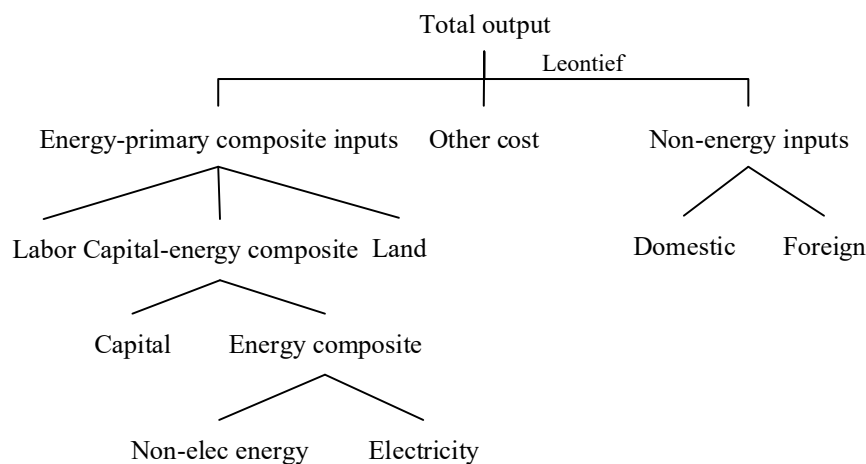 Total output
Leontief
Energy-primary composite inputs Other cost Non-energy inputs
Labor Capital-energy composite Land Domestic Foreign
Capital Energy composite
Non-elec energy Electricity